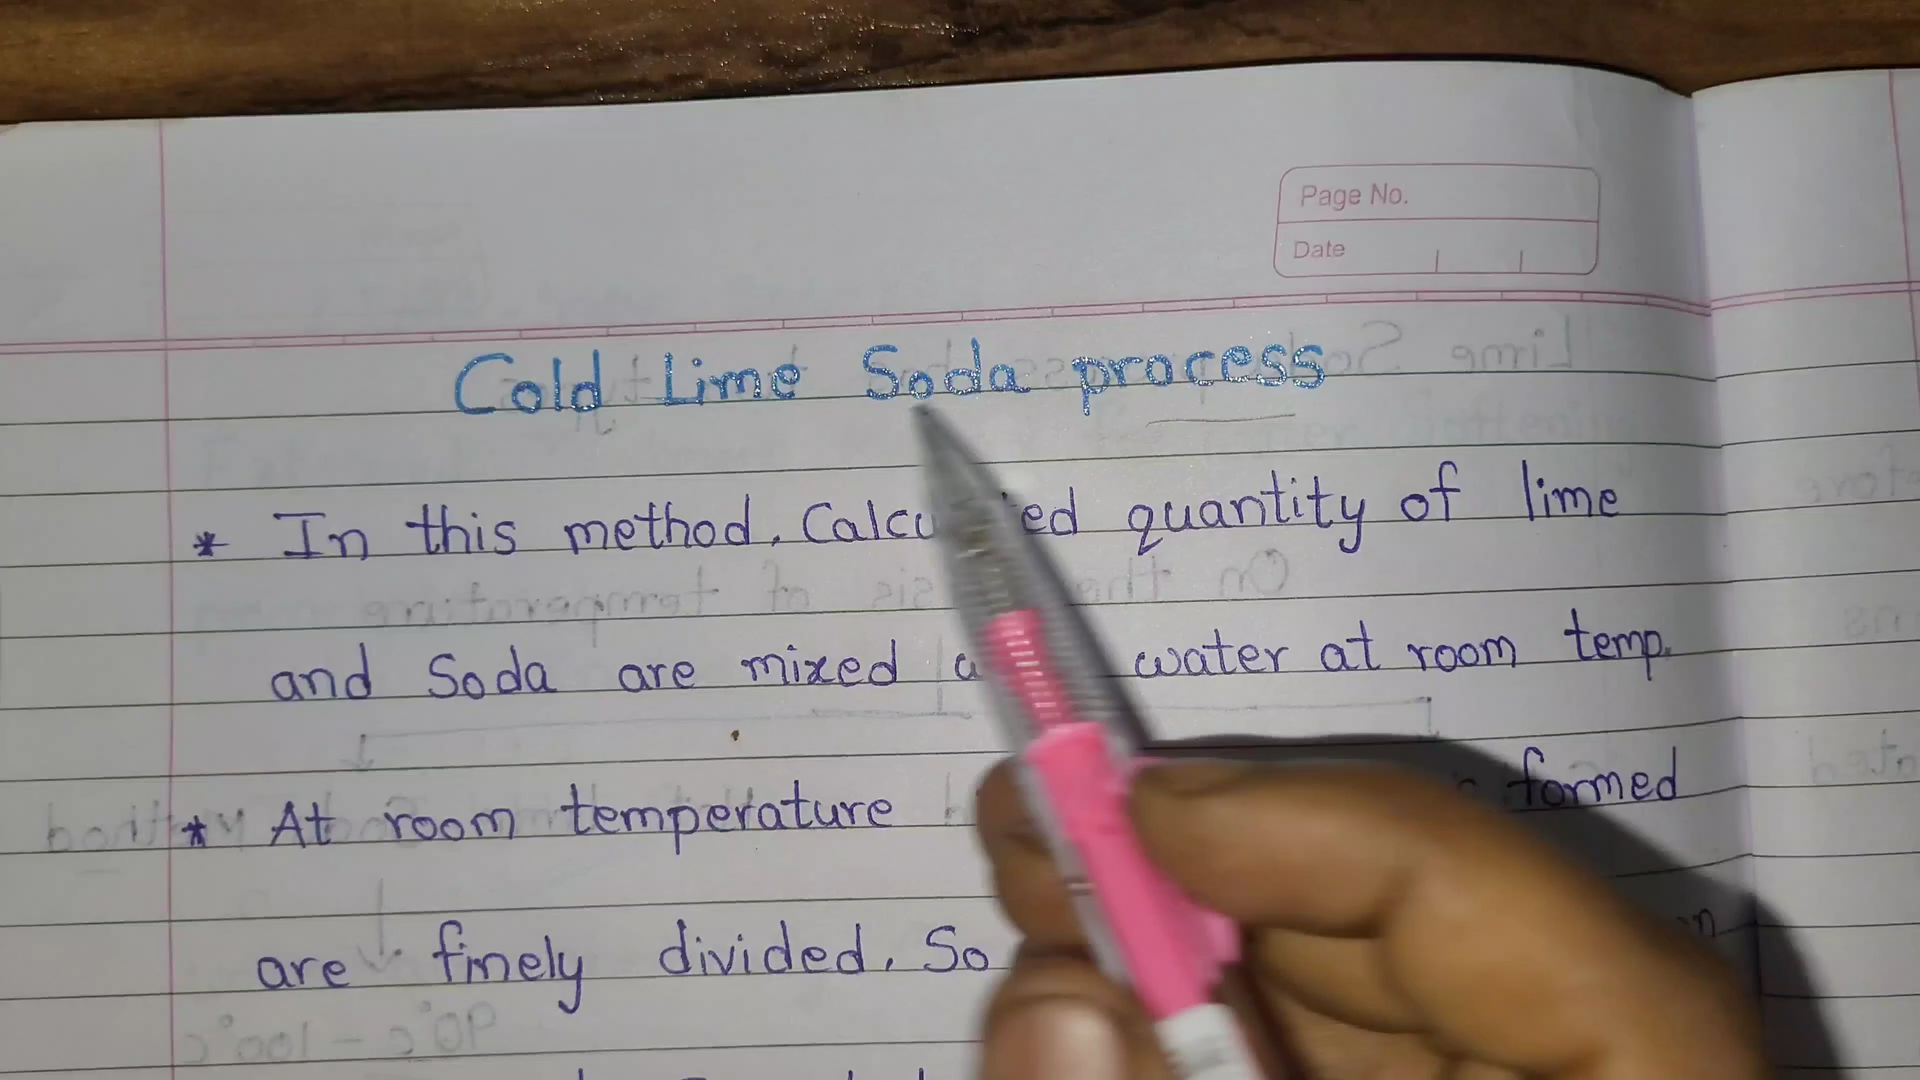 Page No.
Date
Cold Lime Soda process
* In this method. Calcu ed quantity of lime
and Soda are mixed water at room temp.
* At room temperature formed
are finely divided. So